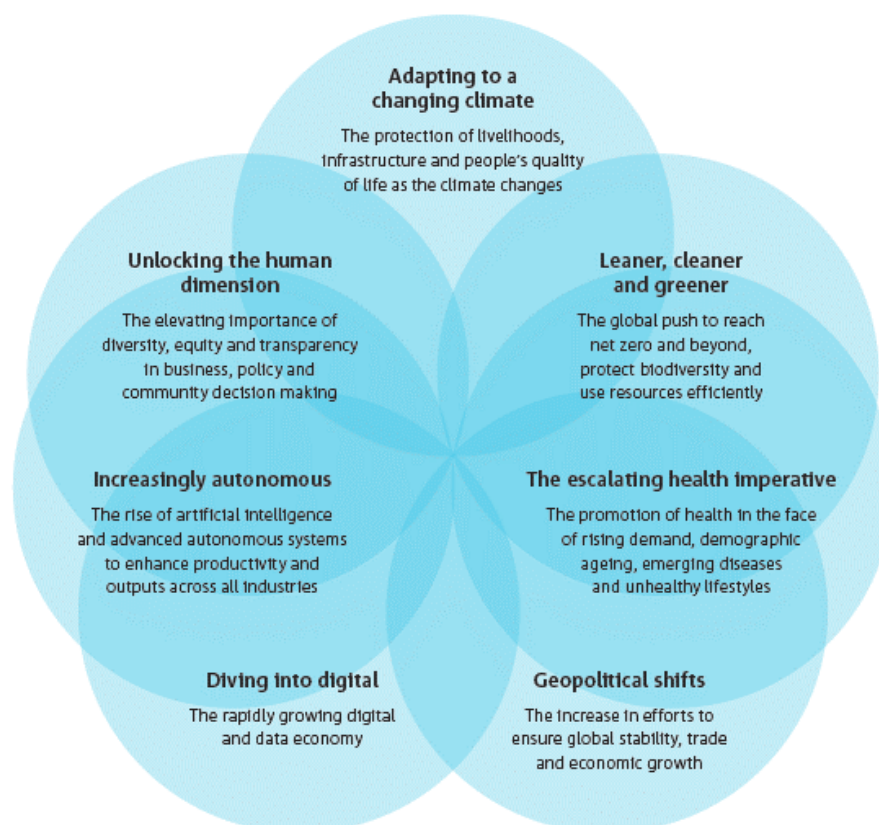 Adapting to a
changing climate
The protection of livelihoods,
infrastructure and people's quality
of life as the climate changes
Unlocking the human
dimension
The elevating importance of
diversity, equity and transparency
in business, policy and
community decision making
Leaner, cleaner
and greener
The global push to reach
net zero and beyond,
protect biodiversity and
use resources efficiently
Increasingly autonomous
The rise of artificial intelligence
and advanced autonomous systems
to enhance productivity and
outputs across all industries
The escalating health imperative
The promotion of health in the face
of rising demand, demographic
ageing, emerging diseases
and unhealthy lifestyles
Diving into digital
The rapidly growing digital
and data economy
Geopolitical shifts
The increase in efforts to
ensure global stability, trade
and economic growth